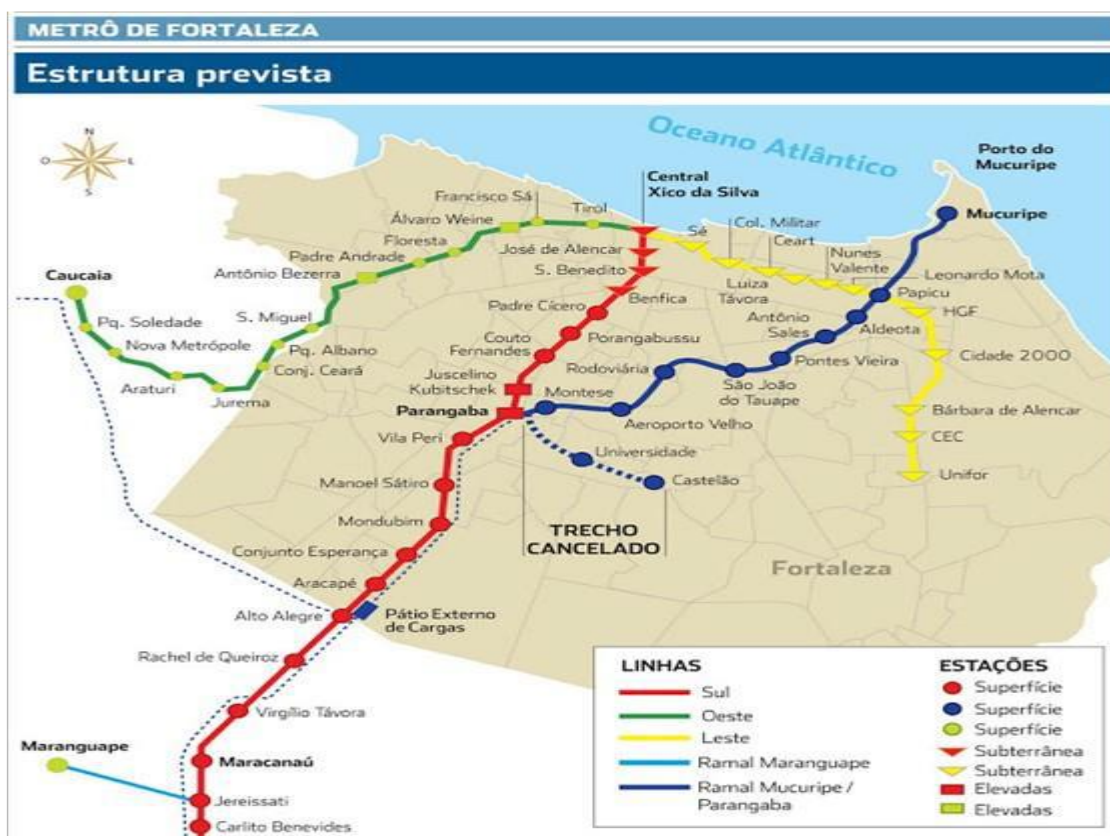 METRÔ DE FORTALEZA
Estrutura prevista
N
O
L
S
Oceano Atlântico
Porto do
Mucuripe
Mucuripe
Central
Xico da Silva
Francisco Sá
Tirol
Álvaro Weine
Floresta
Padre Andrade
Antônio Bezerra
Caucaia
Pq. Soledade
Nova Metrópole
Araturi
Jurema
S. Miguel
Pq. Albano
Conj. Ceará
José de Alencar
S. Benedito
Benfica
Padre Cícero
Porangabussu
Couto
Fernandes
Juscelino
Kubitschek
Parangaba
Sé
Col. Militar
Ceart
Luiza
Távora
Nunes
Valente
Leonardo Mota
Papicu
HGF
Cidade 2000
Bárbara de Alencar
CEC
Unifor
Antônio
Sales
Aldeota
Pontes Vieira
São João
do Tauape
Rodoviária
Aeroporto Velho
Montese
Universidade
Castelão
TRECHO
CANCELADO
Vila Peri
Manoel Sátiro
Mondubim
Conjunto Esperança
Aracapé
Alto Alegre
Pátio Externo
de Cargas
Rachel de Queiroz
Virgílio Távora
Maranguape
Maracanaú
Jereissati
Carlito Benevides
Fortaleza
LINHAS
Sul
Oeste
Leste
Ramal Maranguape
Ramal Mucuripe /
Parangaba
ESTAÇÕES
Superfície
Superfície
Superfície
Subterrânea
Subterrânea
Elevadas
Elevadas